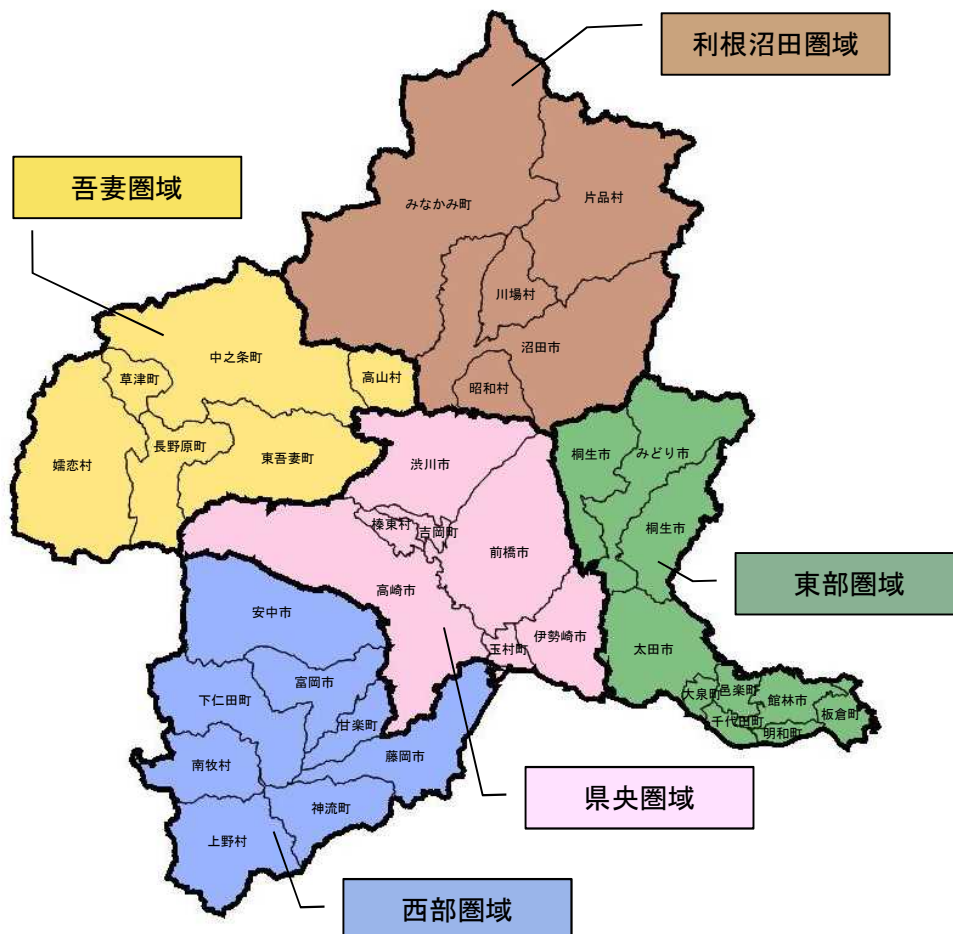 利根沼田圏域
吾妻圏域
みなかみ町
片品村
川場村
沼田市
昭和村
中之条町
草津町
高山村
長野原町
東吾妻町
嬬恋村
渋川市
榛東村
吉岡町
前橋市
高崎市
伊勢崎市
玉村町
桐生市
みどり市
桐生市
東部圏域
太田市
大泉町
邑楽町
館林市
板倉町
千代田町
明和町
安中市
富岡市
下仁田町
甘楽町
藤岡市
南牧村
神流町
上野村
県央圏域
西部圏域